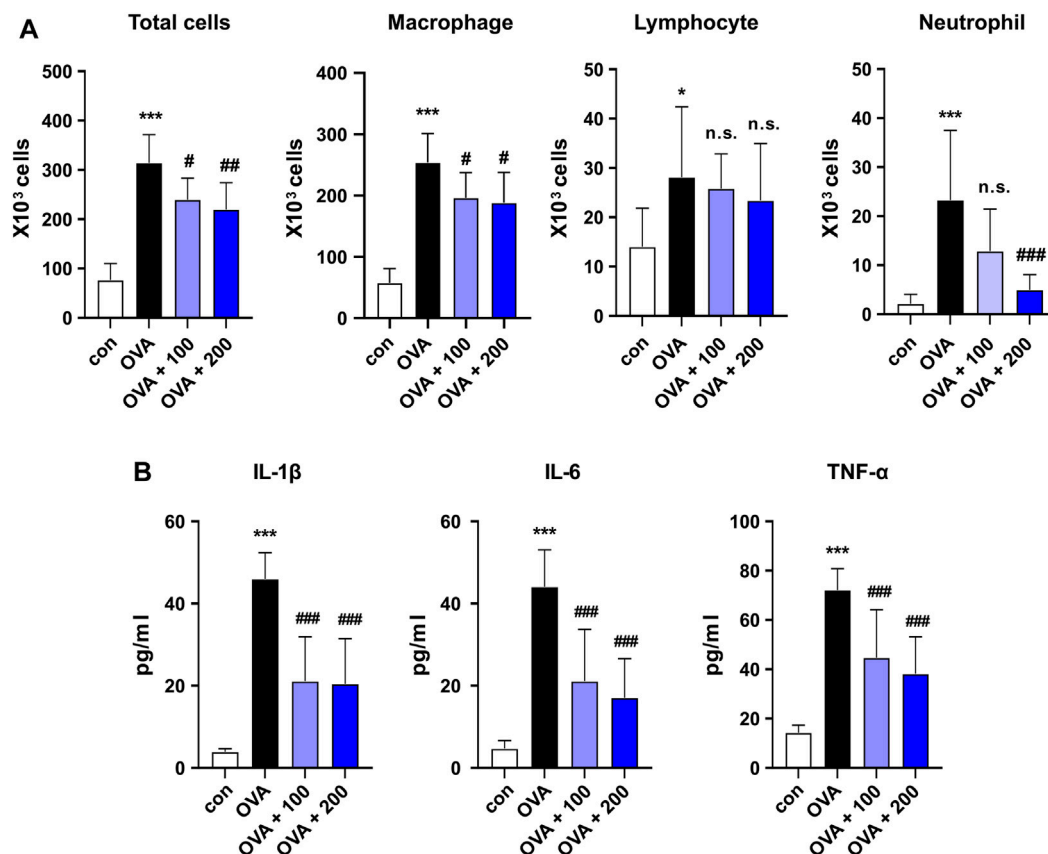 A
Total cells
X10³ cells
500
400
300
200
100
0
***
#
##
con
OVA
OVA + 100
OVA + 200
Macrophage
X10³ cells
400
300
200
100
0
***
#
#
con
OVA
OVA + 100
OVA + 200
Lymphocyte
X10³ cells
50
40
30
20
10
0
*
n.s.
n.s.
con
OVA
OVA + 100
OVA + 200
Neutrophil
X10³ cells
50
40
30
20
10
0
***
n.s.
###
con
OVA
OVA + 100
OVA + 200
B
IL-1β
pg/ml
60
40
20
0
***
###
###
con
OVA
OVA + 100
OVA + 200
IL-6
pg/ml
60
40
20
0
***
###
###
con
OVA
OVA + 100
OVA + 200
TNF-α
pg/ml
100
80
60
40
20
0
***
###
###
con
OVA
OVA + 100
OVA + 200